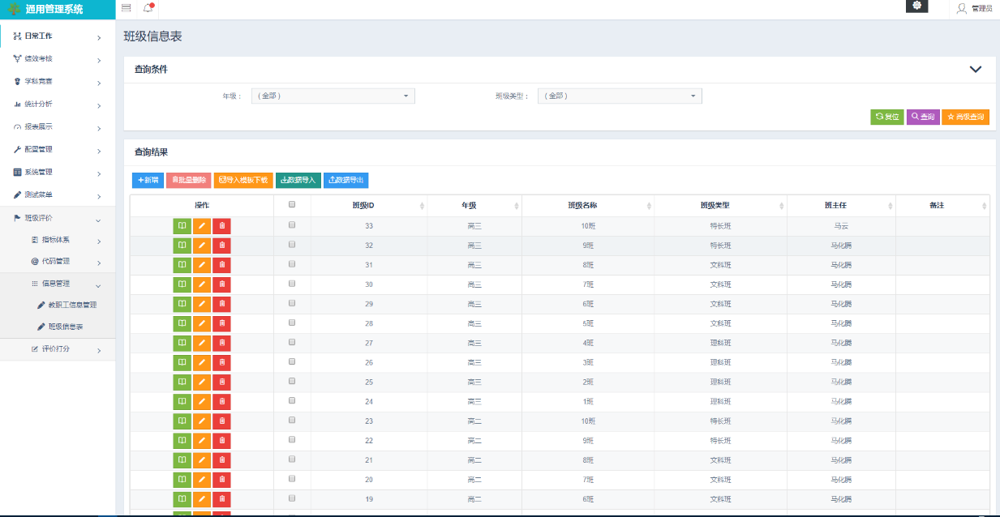 通用管理系统
管理员
日常工作
绩效考核
学科竞赛
统计分析
报表展示
配置管理
系统管理
测试菜单
班级评价
指标体系
代码管理
信息管理
教职工信息管理
班级信息表
评价打分
班级信息表
查询条件
年级： （全部） 班级类型： （全部）
复位 查询 高级查询
查询结果
+新增 批量删除 导入模板下载 数据导入 数据导出
操作 班级ID 年级 班级名称 班级类型 班主任 备注
33 高三 10班 特长班 马云
32 高三 9班 特长班 马化腾
31 高三 8班 文科班 马化腾
30 高三 7班 文科班 马化腾
29 高三 6班 文科班 马化腾
28 高三 5班 文科班 马化腾
27 高三 4班 理科班 马化腾
26 高三 3班 理科班 马化腾
25 高三 2班 理科班 马化腾
24 高三 1班 理科班 马化腾
23 高二 10班 特长班 马化腾
22 高二 9班 特长班 马化腾
21 高二 8班 文科班 马化腾
20 高二 7班 文科班 马化腾
19 高二 6班 文科班 马化腾